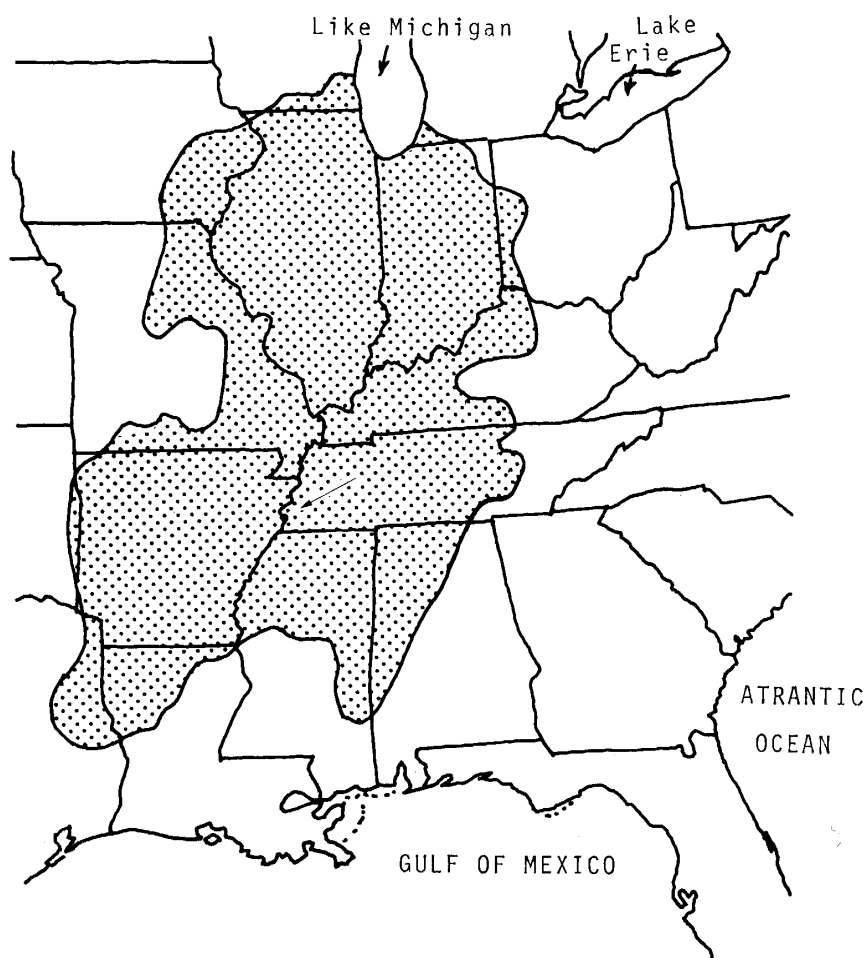 Like Michigan
Lake
Erie
ATRANTIC
OCEAN
GULF OF MEXICO